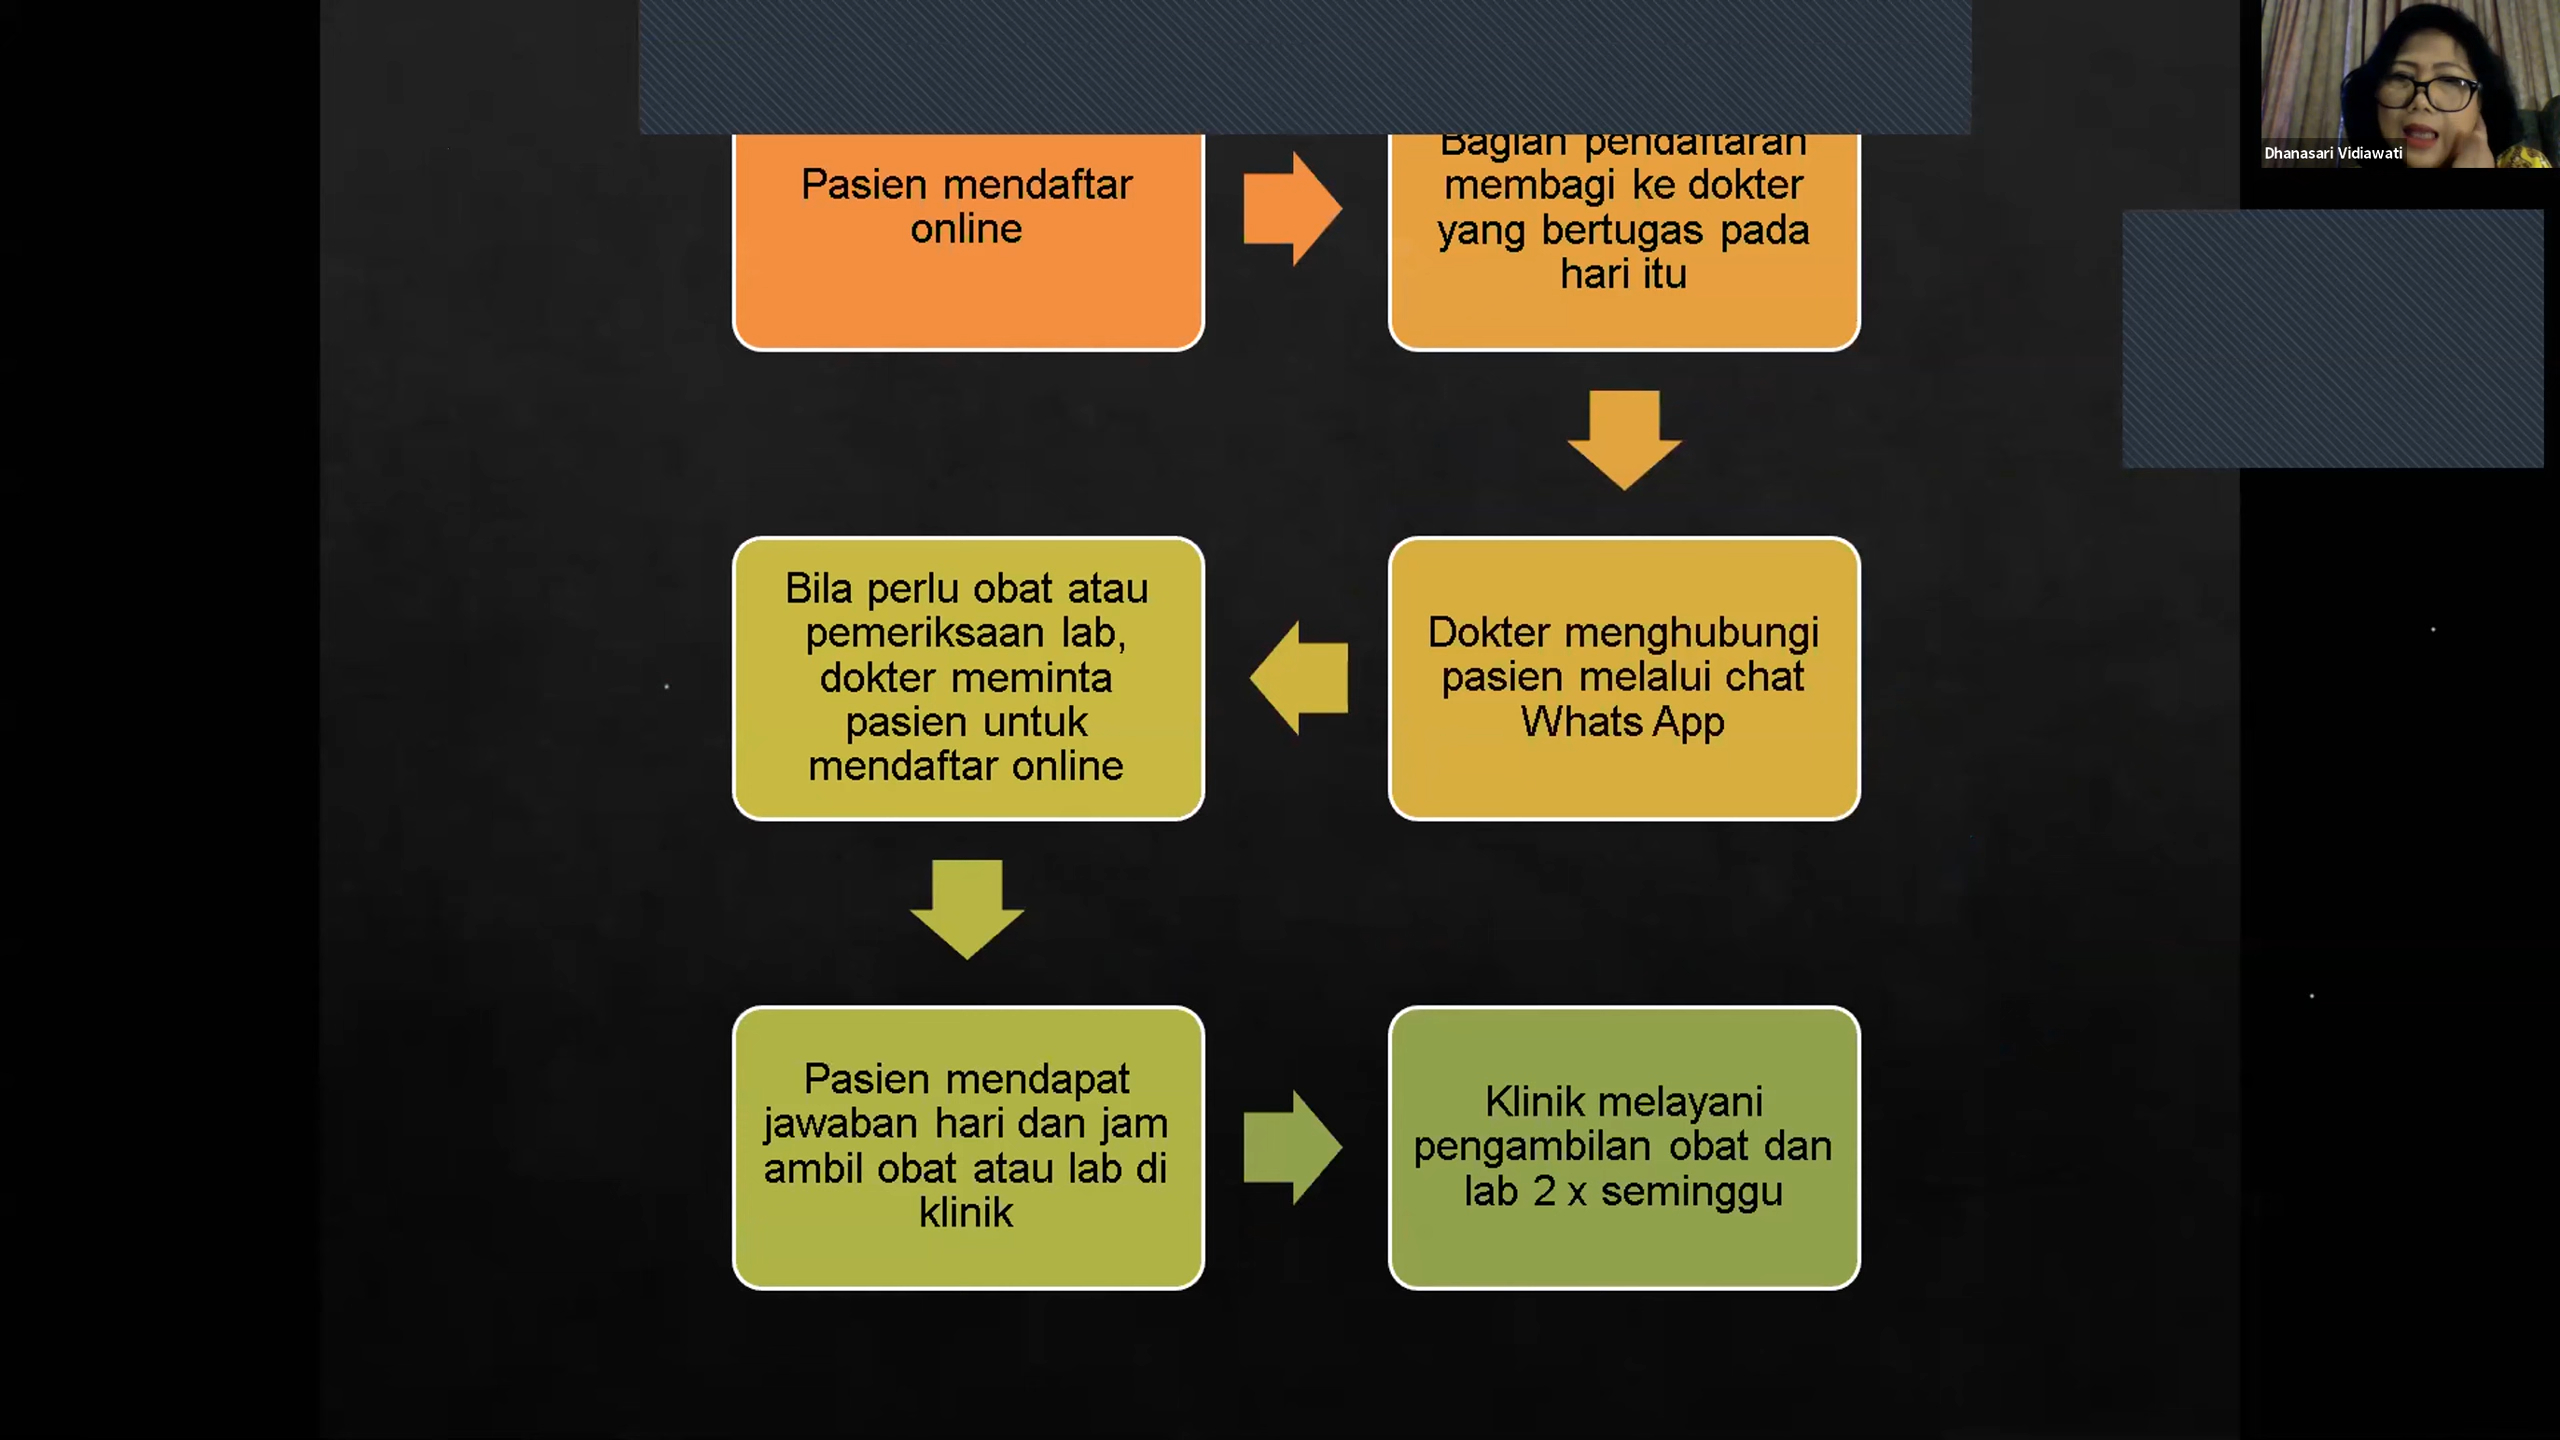 Pasien mendaftar
online
Bagian pendaftaran
membagi ke dokter
yang bertugas pada
hari itu
Dokter menghubungi
pasien melalui chat
Whats App
Bila perlu obat atau
pemeriksaan lab,
dokter meminta
pasien untuk
mendaftar online
Pasien mendapat
jawaban hari dan jam
ambil obat atau lab di
klinik
Klinik melayani
pengambilan obat dan
lab 2 x seminggu
Dhanasari Vidiawati